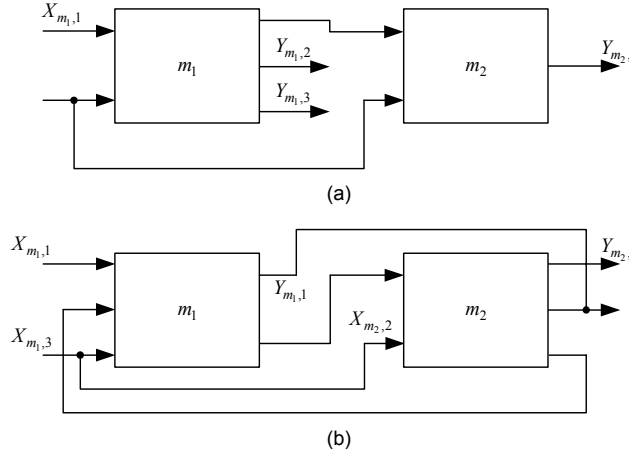 X_{m_1,1}
Y_{m_1,2}
Y_{m_1,3}
m_1
m_2
Y_{m_2,
(a)
X_{m_1,1}
X_{m_1,3}
m_1
Y_{m_1,1}
X_{m_2,2}
m_2
Y_{m_2,
(b)